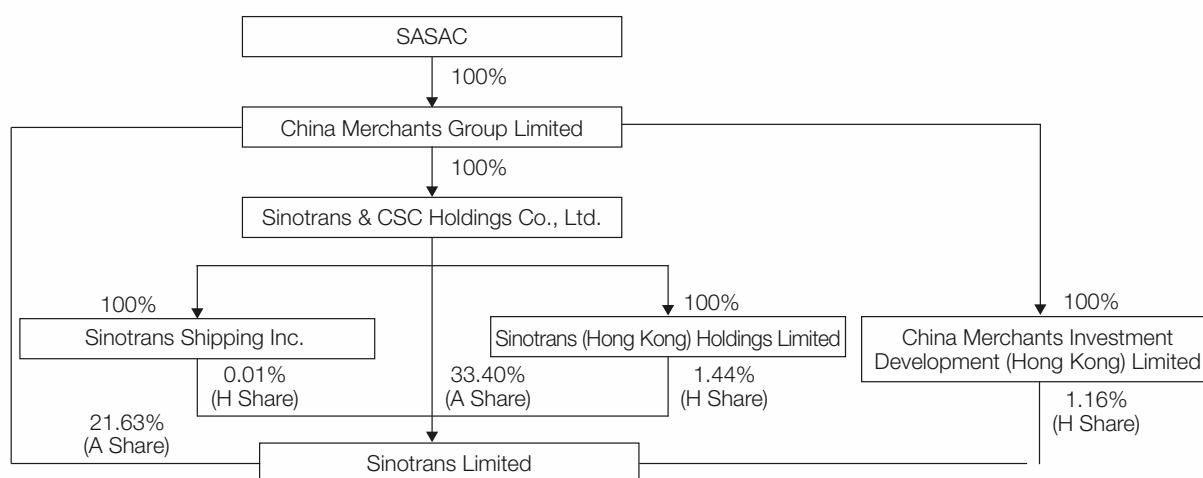 SASAC
100%
China Merchants Group Limited
100%
Sinotrans & CSC Holdings Co., Ltd.
100%
100%
100%
Sinotrans Shipping Inc.
Sinotrans (Hong Kong) Holdings Limited
China Merchants Investment
Development (Hong Kong) Limited
0.01%
(H Share)
33.40%
(A Share)
1.44%
(H Share)
1.16%
(H Share)
21.63%
(A Share)
Sinotrans Limited